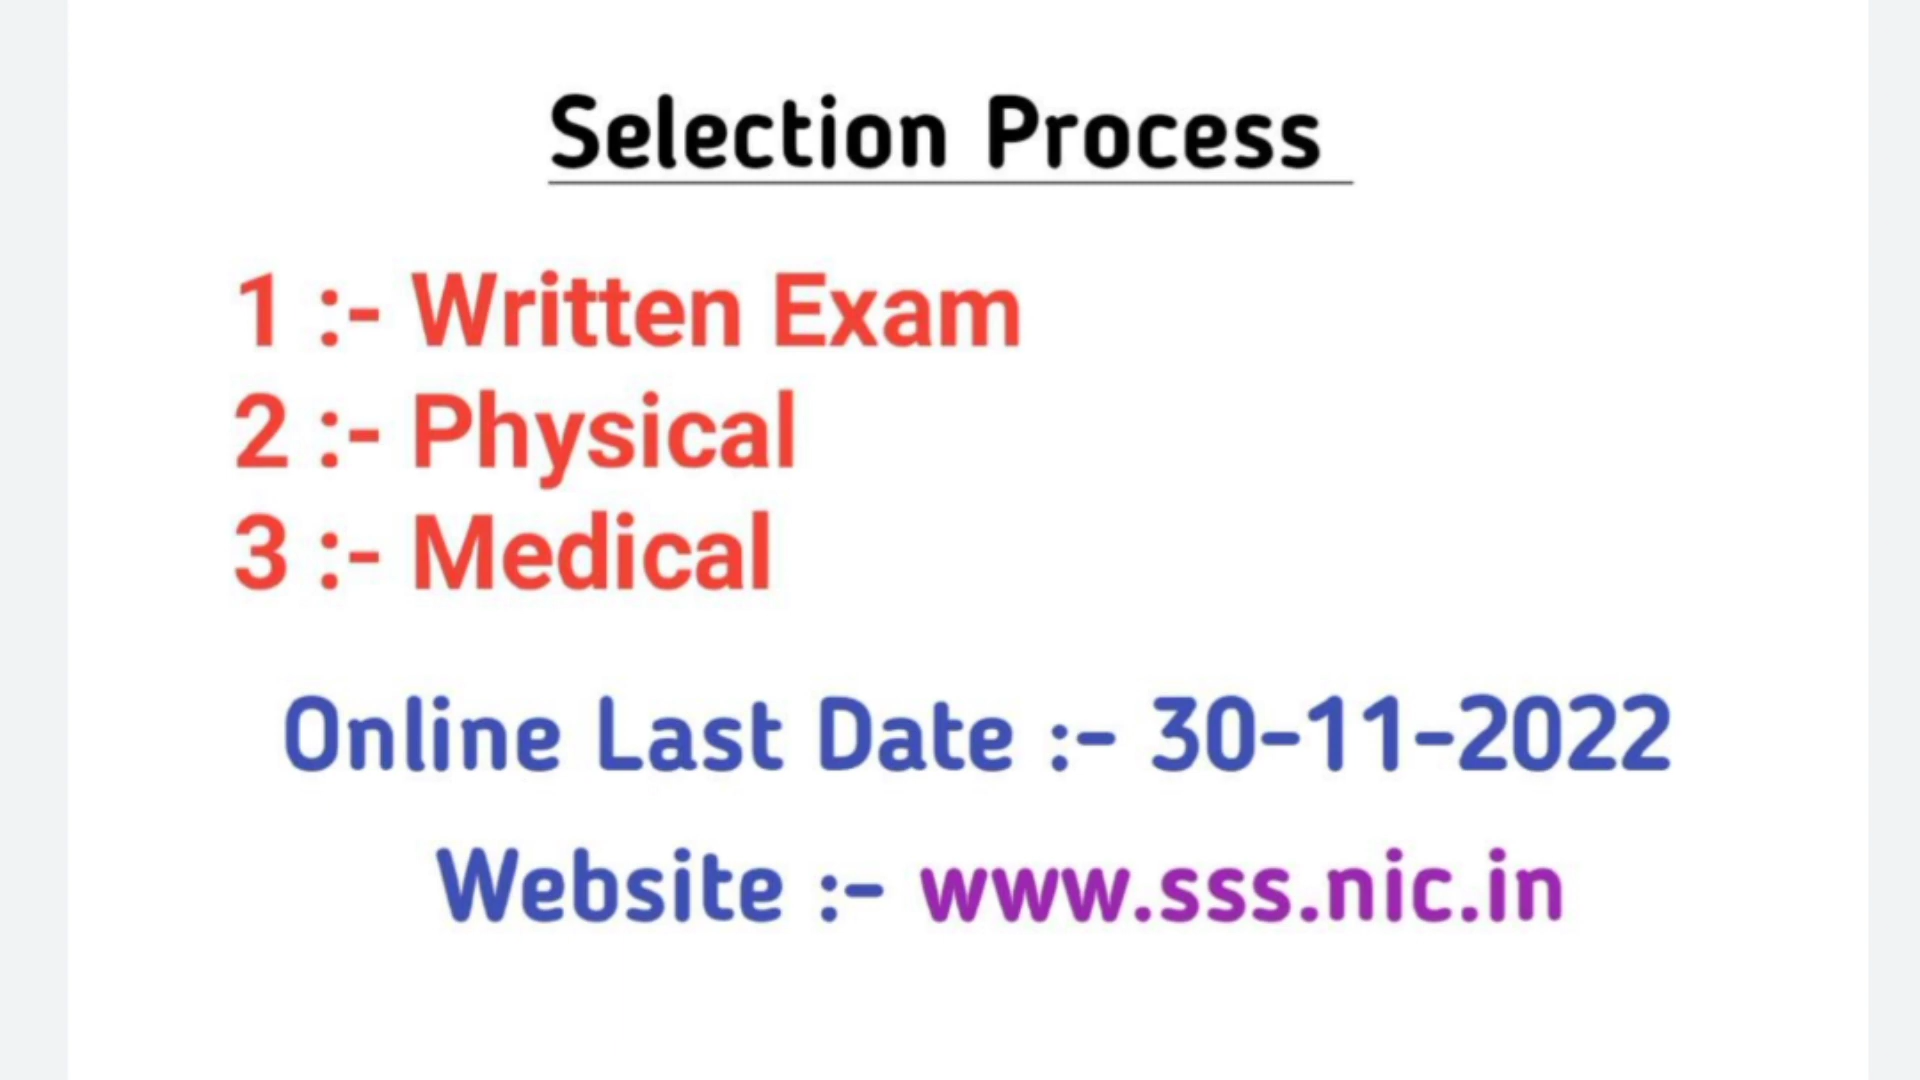 Selection Process
1 :- Written Exam
2 :- Physical
3 :- Medical
Online Last Date :- 30-11-2022
Website :- www.sss.nic.in